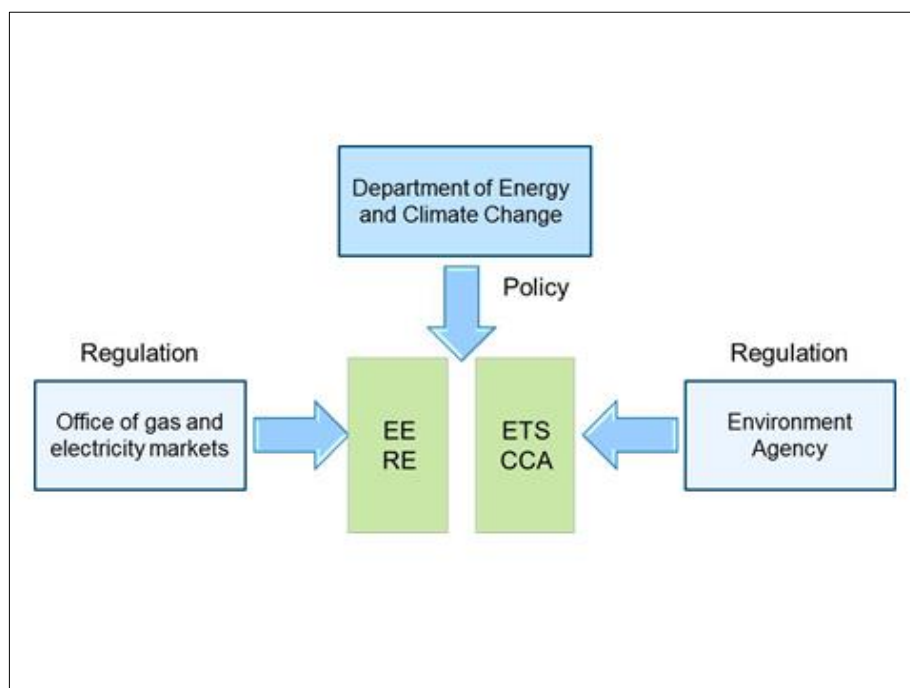 Department of Energy
and Climate Change
Policy
Regulation
Office of gas and
electricity markets
EE
RE
ETS
CCA
Regulation
Environment
Agency